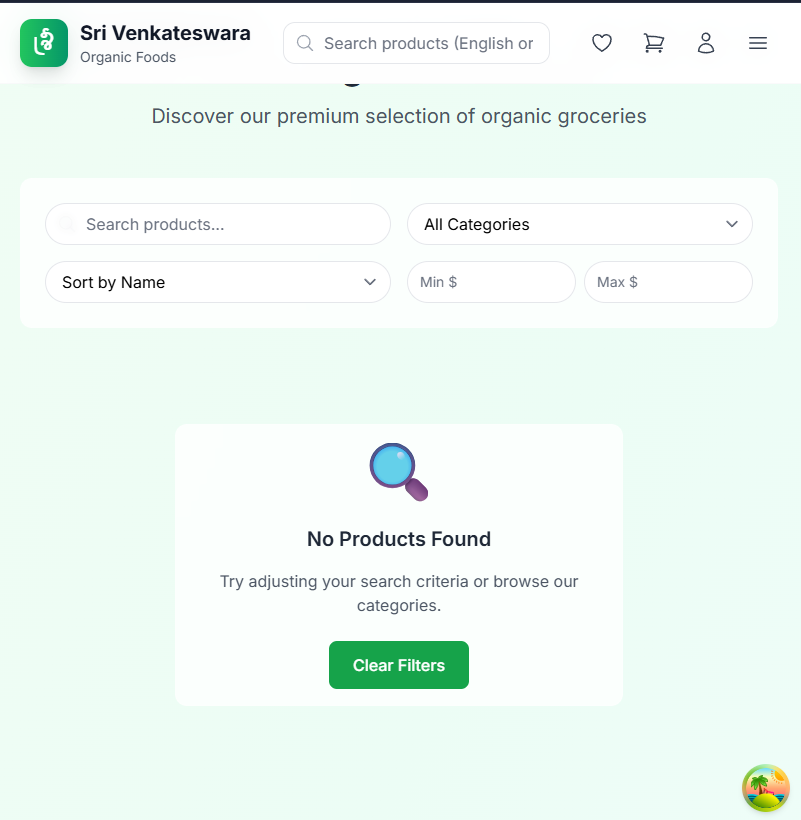 శ్రీ
Sri Venkateswara
Organic Foods
Search products (English or
Discover our premium selection of organic groceries
Search products...
All Categories
Sort by Name
Min $
Max $
No Products Found
Try adjusting your search criteria or browse our
categories.
Clear Filters